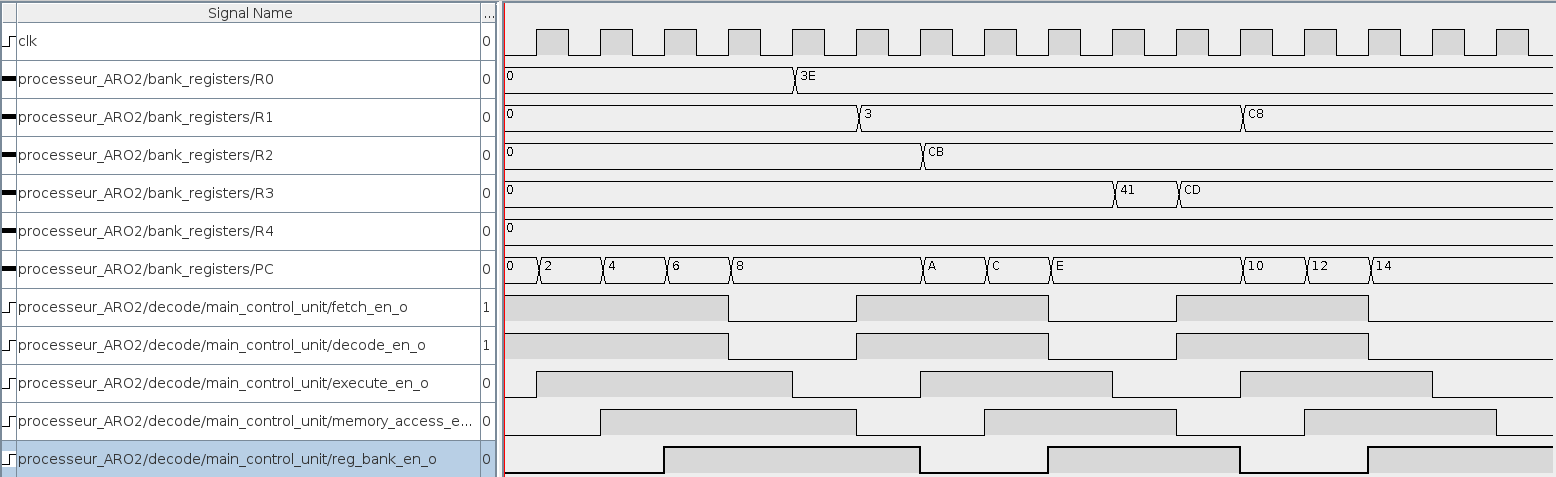 Signal Name ...
clk 0
processeur_ARO2/bank_registers/R0 0 0 3E
processeur_ARO2/bank_registers/R1 0 0 3 C8
processeur_ARO2/bank_registers/R2 0 0 CB
processeur_ARO2/bank_registers/R3 0 0 41 CD
processeur_ARO2/bank_registers/R4 0 0
processeur_ARO2/bank_registers/PC 0 0 2 4 6 8 A C E 10 12 14
processeur_ARO2/decode/main_control_unit/fetch_en_o 1
processeur_ARO2/decode/main_control_unit/decode_en_o 1
processeur_ARO2/decode/main_control_unit/execute_en_o 0
processeur_ARO2/decode/main_control_unit/memory_access_e... 0
processeur_ARO2/decode/main_control_unit/reg_bank_en_o 0